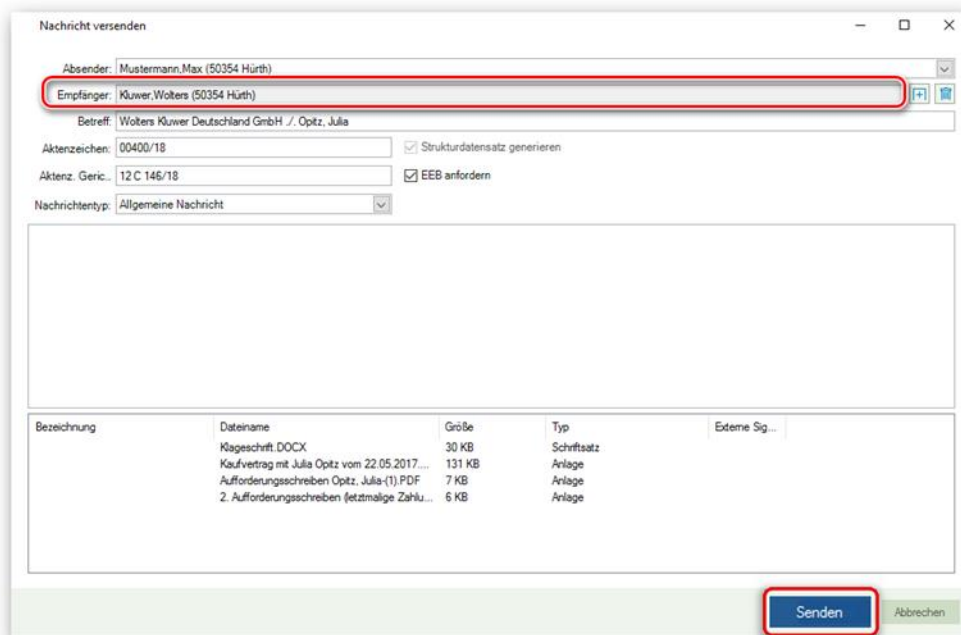 Nachricht versenden
Absender: Mustermann,Max (50354 Hürth)
Empfänger: Kluwer,Wolters (50354 Hürth)
Betreff: Wolters Kluwer Deutschland GmbH ./. Opitz, Julia
Aktenzeichen: 00400/18 Strukturdatensatz generieren
Aktenz. Geric... 12 C 146/18 EEB anfordern
Nachrichtentyp: Allgemeine Nachricht
Bezeichnung Dateiname Größe Typ Externe Sig...
Klageschrift.DOCX 30 KB Schriftsatz
Kaufvertrag mit Julia Opitz vom 22.05.2017.... 131 KB Anlage
Aufforderungsschreiben Opitz, Julia-(1).PDF 7 KB Anlage
2. Aufforderungsschreiben (letztmalige Zahlu... 6 KB Anlage
Senden Abbrechen